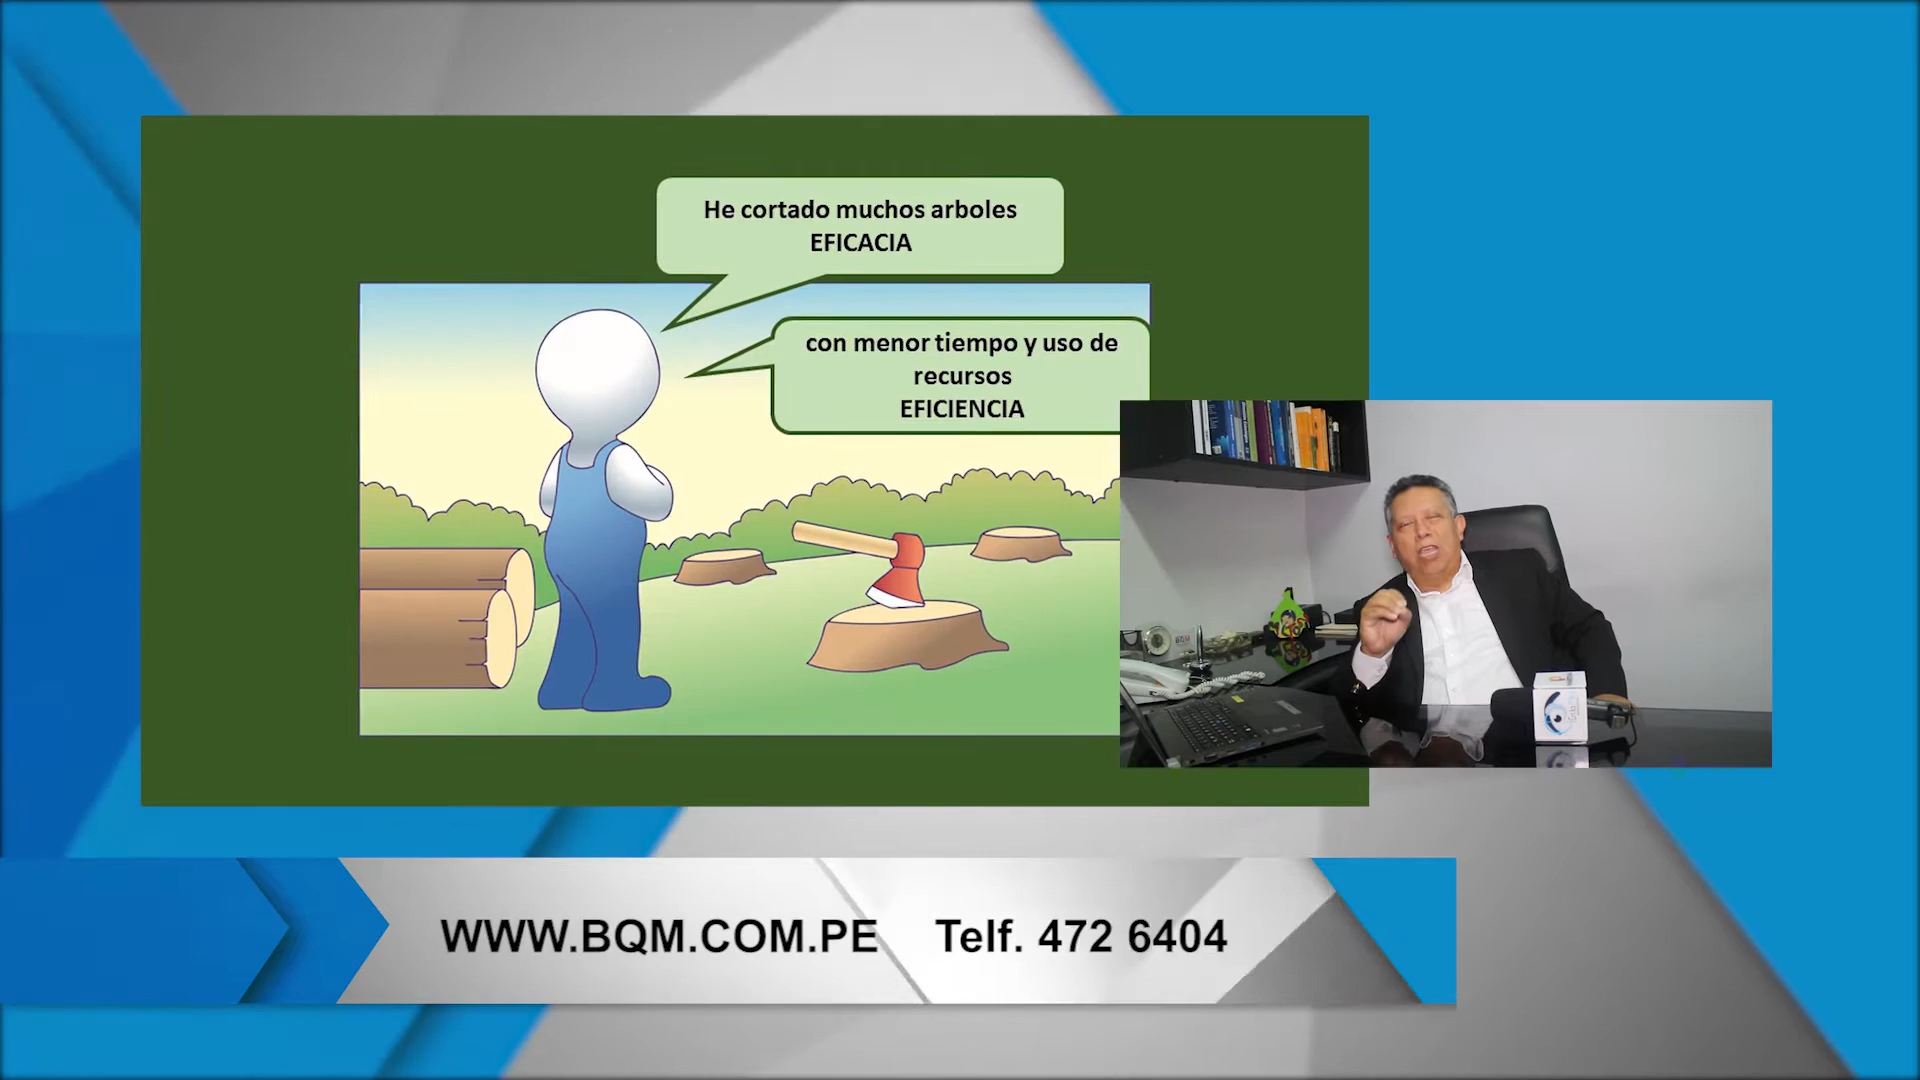 He cortado muchos arboles
EFICACIA
con menor tiempo y uso de
recursos
EFICIENCIA
BQM
WWW.BQM.COM.PE Telf. 472 6404